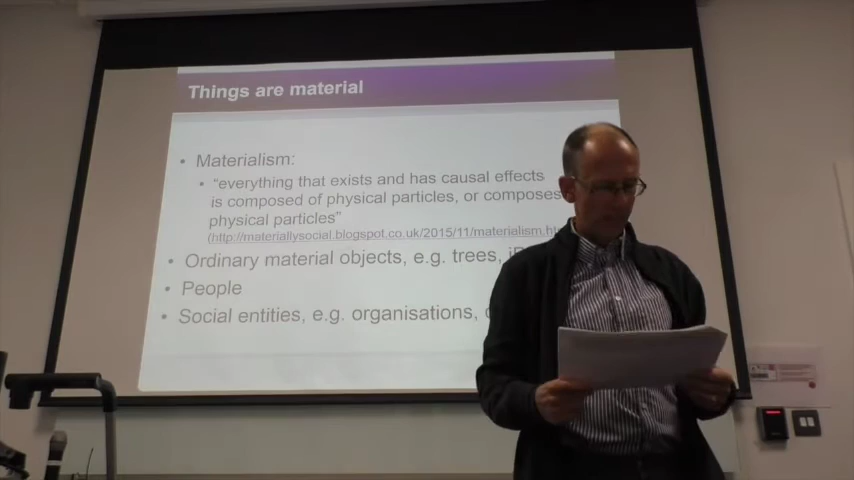 Things are material
• Materialism:
• “everything that exists and has causal effects
is composed of physical particles, or composes
physical particles”
(http://materiallysocial.blogspot.co.uk/2015/11/materialism.ht
• Ordinary material objects, e.g. trees,
• People
• Social entities, e.g. organisations,